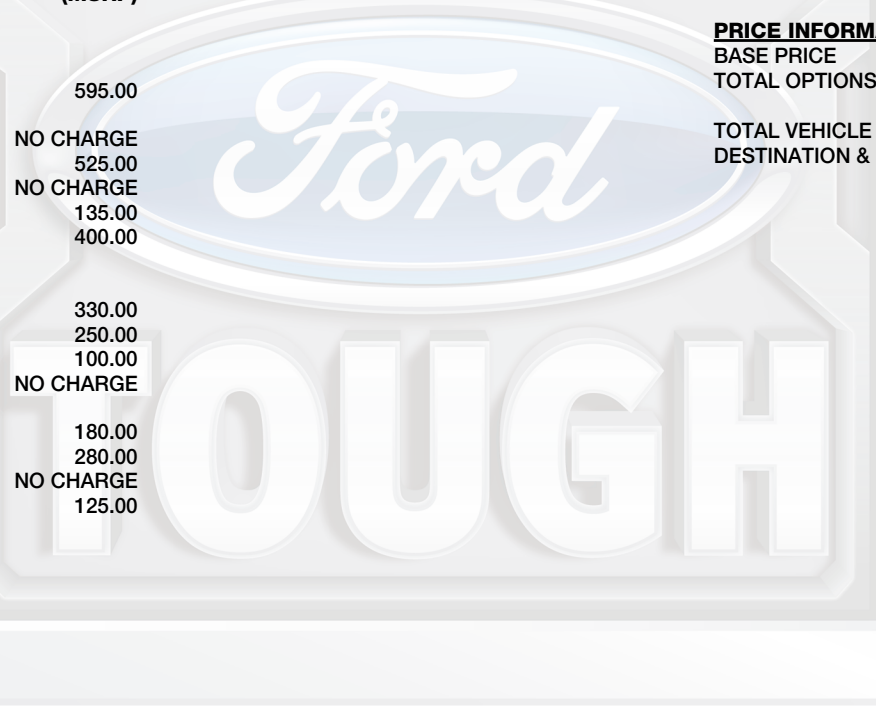 (MSRP)
595.00
NO CHARGE
525.00
NO CHARGE
135.00
400.00
330.00
250.00
100.00
NO CHARGE
180.00
280.00
NO CHARGE
125.00
PRICE INFORMA
BASE PRICE
TOTAL OPTIONS
TOTAL VEHICLE
DESTINATION &
Ford
TOUGH